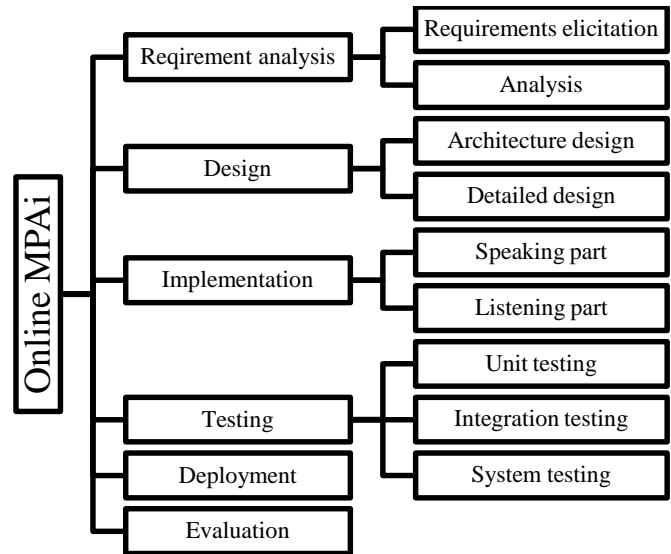 Online MPAi
Reqirement analysis
Requirements elicitation
Analysis
Design
Architecture design
Detailed design
Implementation
Speaking part
Listening part
Testing
Unit testing
Integration testing
System testing
Deployment
Evaluation